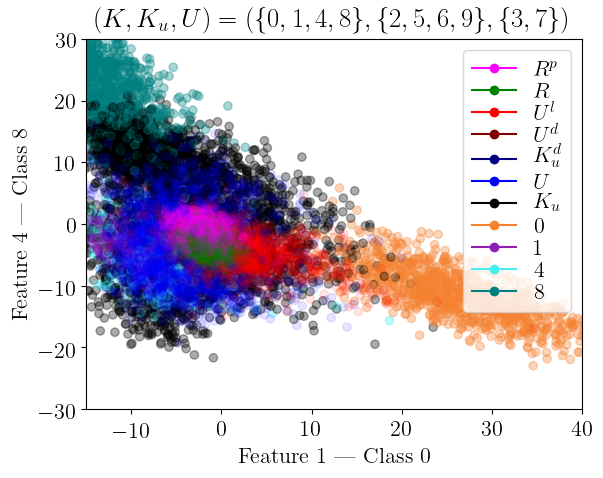 (K, K_u, U) = ({0, 1, 4, 8}, {2, 5, 6, 9}, {3, 7})
30
20
10
0
−10
−20
−30
Feature 4 — Class 8
R^p
R
U^l
U^d
K_u^d
U
K_u
0
1
4
8
−10
0
10
20
30
40
Feature 1 — Class 0